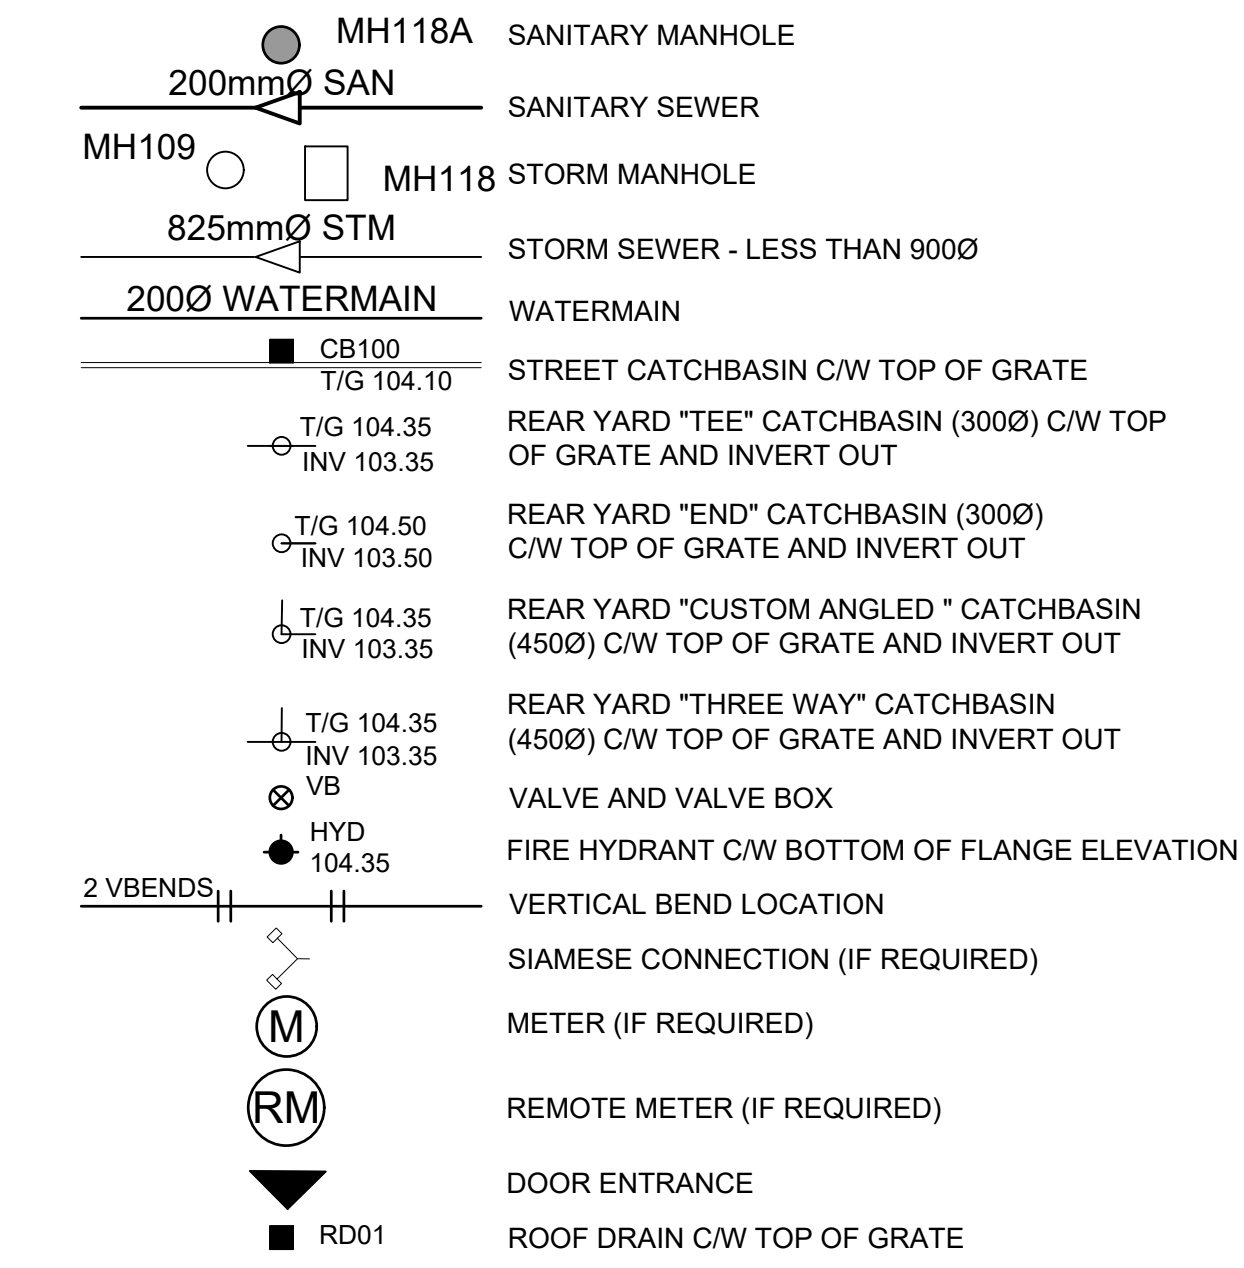 MH118A SANITARY MANHOLE
200mmØ SAN
SANITARY SEWER
MH109
MH118 STORM MANHOLE
825mmØ STM
STORM SEWER - LESS THAN 900Ø
200Ø WATERMAIN
WATERMAIN
CB100
T/G 104.10
STREET CATCHBASIN C/W TOP OF GRATE
T/G 104.35
INV 103.35
REAR YARD "TEE" CATCHBASIN (300Ø) C/W TOP
OF GRATE AND INVERT OUT
T/G 104.50
INV 103.50
REAR YARD "END" CATCHBASIN (300Ø)
C/W TOP OF GRATE AND INVERT OUT
T/G 104.35
INV 103.35
REAR YARD "CUSTOM ANGLED " CATCHBASIN
(450Ø) C/W TOP OF GRATE AND INVERT OUT
T/G 104.35
INV 103.35
REAR YARD "THREE WAY" CATCHBASIN
(450Ø) C/W TOP OF GRATE AND INVERT OUT
VB
VALVE AND VALVE BOX
HYD
104.35
FIRE HYDRANT C/W BOTTOM OF FLANGE ELEVATION
2 VBENDS
VERTICAL BEND LOCATION
SIAMESE CONNECTION (IF REQUIRED)
M METER (IF REQUIRED)
RM REMOTE METER (IF REQUIRED)
DOOR ENTRANCE
RD01 ROOF DRAIN C/W TOP OF GRATE